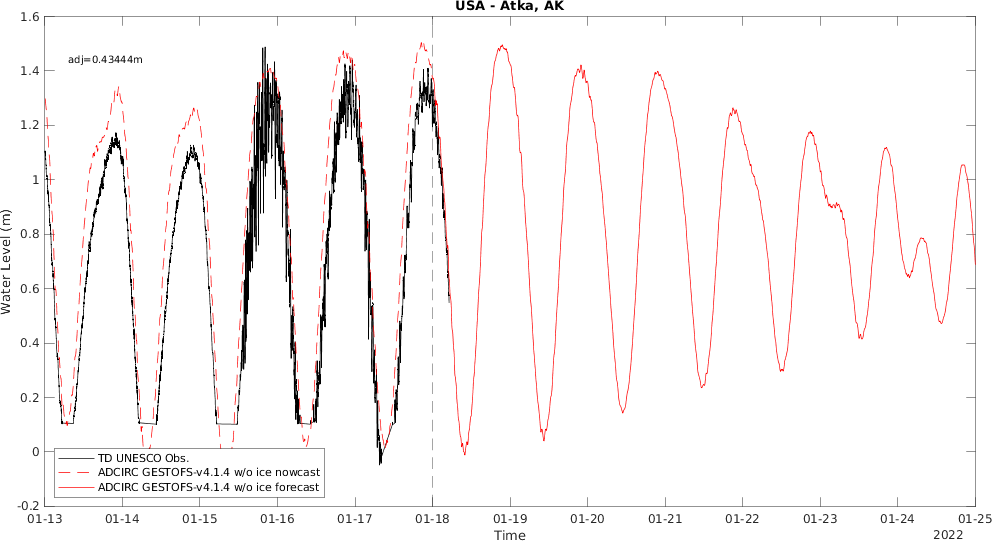 USA - Atka, AK
adj=0.43444m
1.6
1.4
1.2
1
0.8
0.6
0.4
0.2
0
-0.2
Water Level (m)
TD UNESCO Obs.
ADCIRC GESTOFS-v4.1.4 w/o ice nowcast
ADCIRC GESTOFS-v4.1.4 w/o ice forecast
01-13 01-14 01-15 01-16 01-17 01-18 01-19 01-20 01-21 01-22 01-23 01-24 01-25
Time
2022